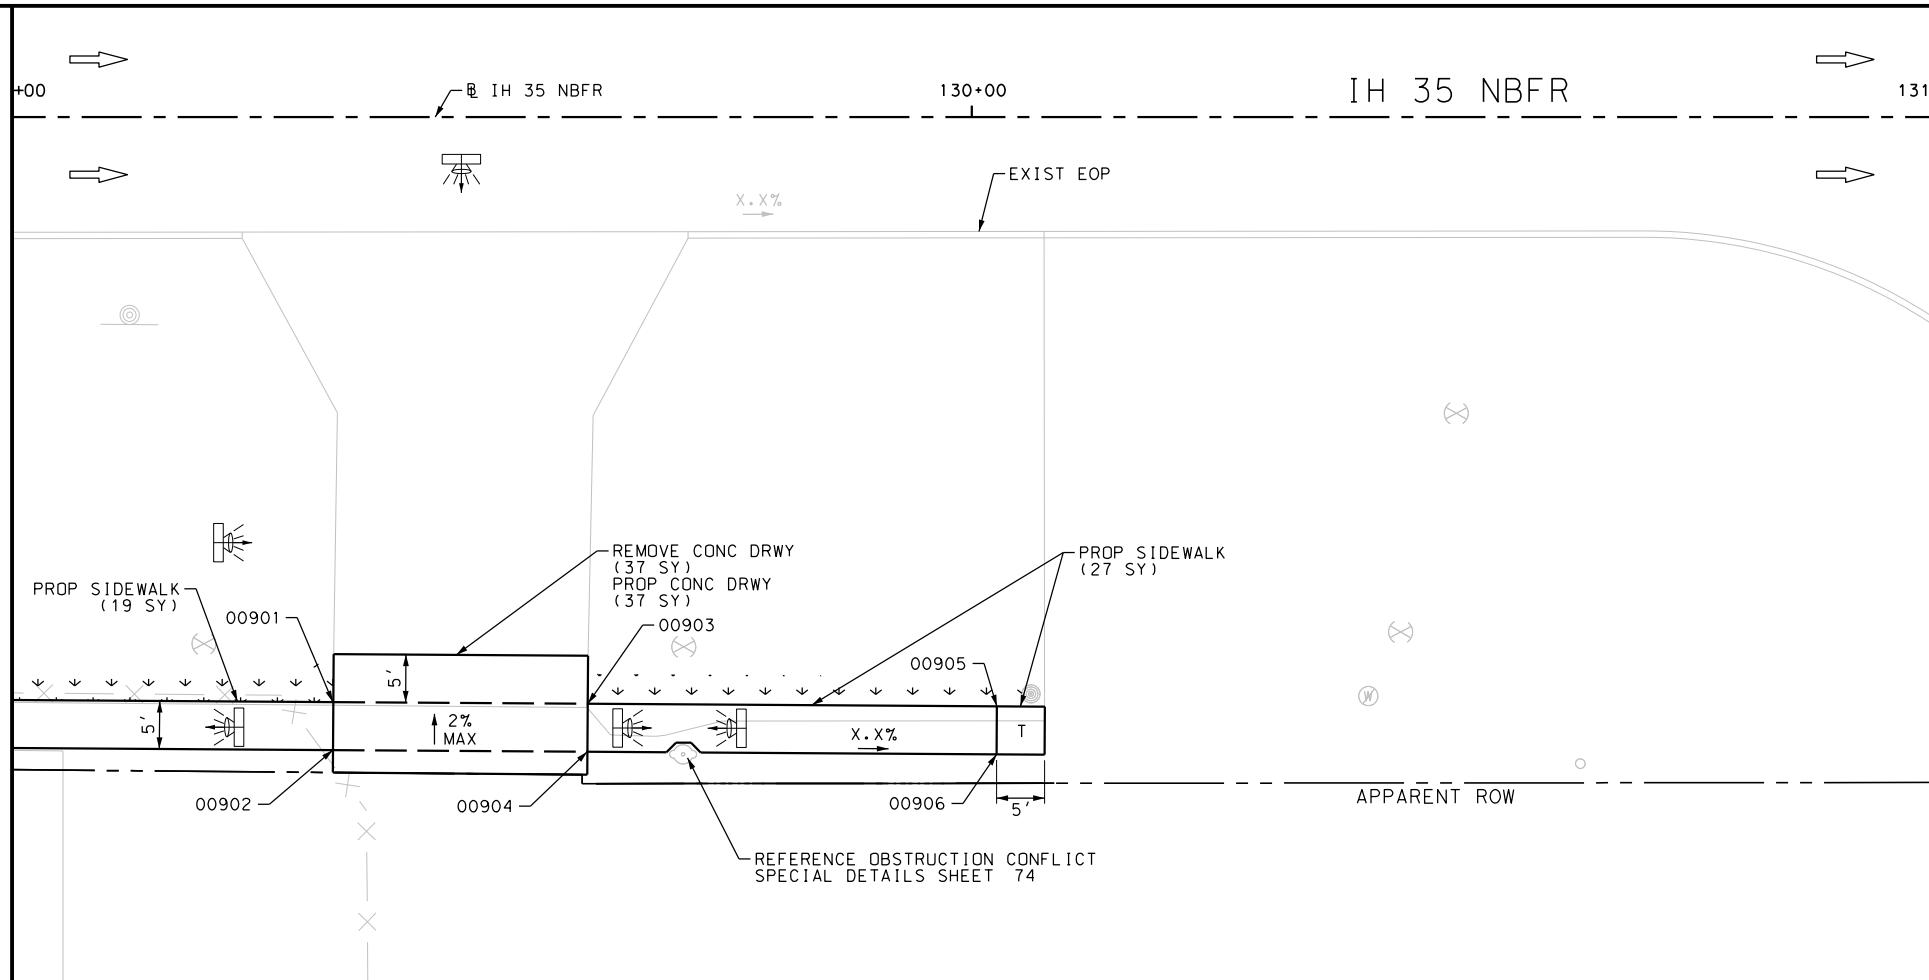 +00
B IH 35 NBFR
130+00
IH 35 NBFR
131
EXIST EOP
X.X%
REMOVE CONC DRWY
(37 SY)
PROP CONC DRWY
(37 SY)
PROP SIDEWALK
(27 SY)
PROP SIDEWALK
(19 SY)
00901
00903
00905
5'
5'
2%
MAX
X.X%
T
W
00902
00904
00906
5'
APPARENT ROW
REFERENCE OBSTRUCTION CONFLICT
SPECIAL DETAILS SHEET 74